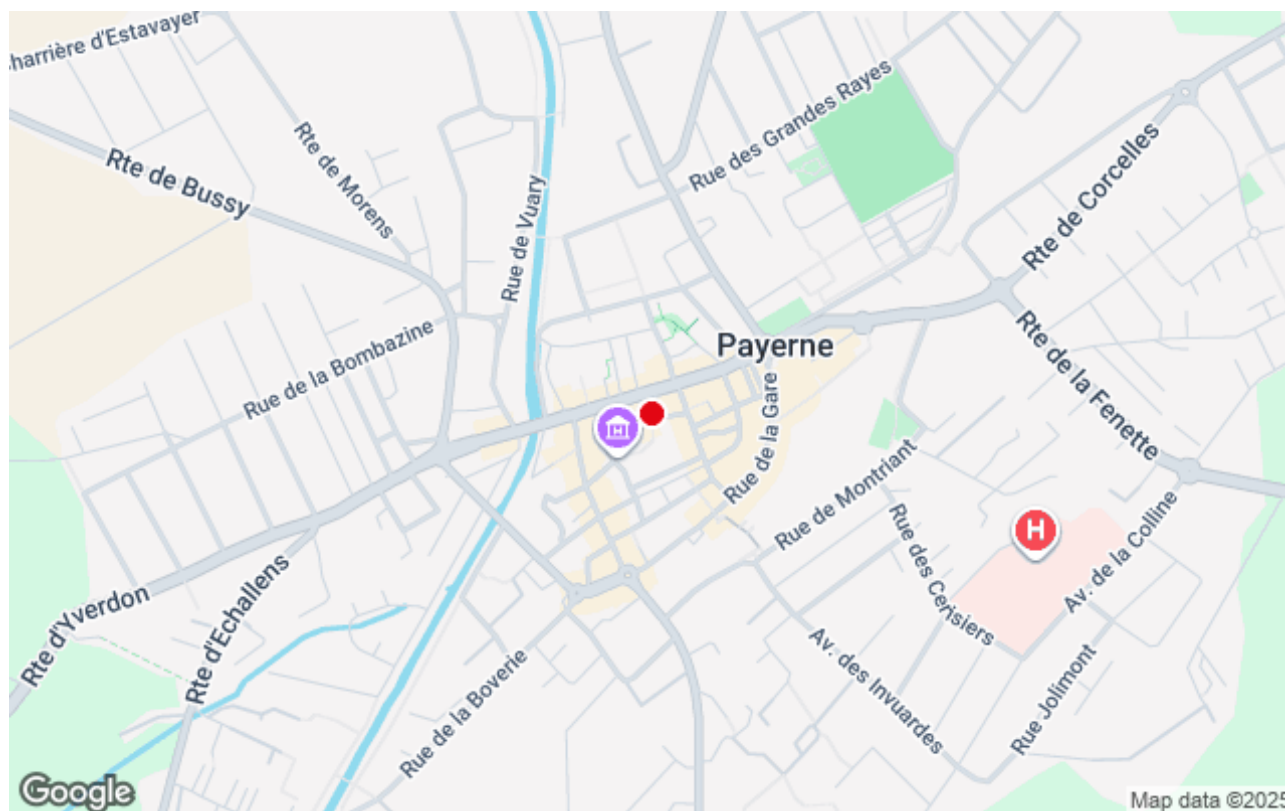 charrière d'Estavayer
Rte de Bussy
Rte de Morens
Rue de Vuary
Rue des Grandes Rayes
Rte de Corcelles
Rue de la Bombazine
Payerne
Rte de la Fenette
Rue de la Gare
Rue de Montriant
Rue des Cerisiers
H
Av. de la Colline
Rte d'Yverdon
Rte d'Echallens
Rue de la Boverie
Av. des Invuardes
Rue Jolimont
Google
Map data ©2025